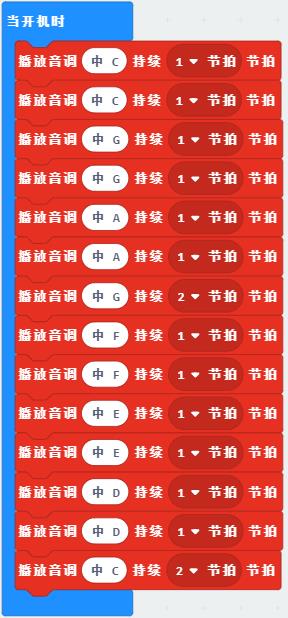 当开机时
播放音调 中 C 持续 1 节拍 节拍
播放音调 中 C 持续 1 节拍 节拍
播放音调 中 G 持续 1 节拍 节拍
播放音调 中 G 持续 1 节拍 节拍
播放音调 中 A 持续 1 节拍 节拍
播放音调 中 A 持续 1 节拍 节拍
播放音调 中 G 持续 2 节拍 节拍
播放音调 中 F 持续 1 节拍 节拍
播放音调 中 F 持续 1 节拍 节拍
播放音调 中 E 持续 1 节拍 节拍
播放音调 中 E 持续 1 节拍 节拍
播放音调 中 D 持续 1 节拍 节拍
播放音调 中 D 持续 1 节拍 节拍
播放音调 中 C 持续 2 节拍 节拍